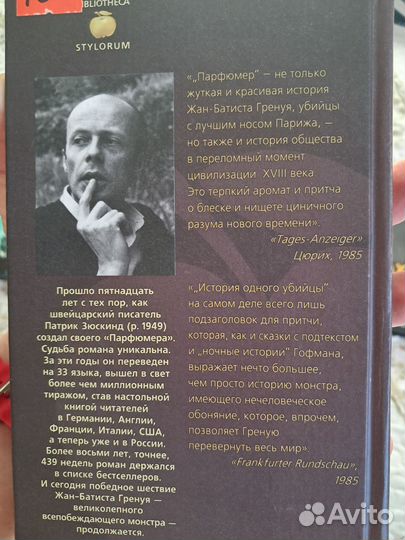 BIBLIOTHECA
STYLORUM
«„Парфюмер" – не только
жуткая и красивая история
Жан-Батиста Гренуя, убийцы
с лучшим носом Парижа, –
но также и история общества
в переломный момент
цивилизации XVIII века
Это терпкий аромат и притча
о блеске и нищете циничного
разума нового времени».
«Tages-Anzeiger»
Цюрих, 1985
Прошло пятнадцать
лет с тех пор, как
швейцарский писатель
Патрик Зюскинд (р. 1949)
создал своего «Парфюмера».
Судьба романа уникальна.
За эти годы он переведен
на 33 языка, вышел в свет
более чем миллионным
тиражом, став настольной
книгой читателей
в Германии, Англии,
Франции, Италии, США,
а теперь уже и в России.
Более восьми лет, точнее,
439 недель роман держался
в списке бестселлеров.
И сегодня победное шествие
Жан-Батиста Гренуя —
великолепного
всепобеждающего монстра —
продолжается.
«„История одного убийцы"
на самом деле всего лишь
подзаголовок для притчи,
которая, как и сказки с подтекстом
и „ночные истории" Гофмана,
выражает нечто большее,
чем просто историю монстра,
имеющего нечеловеческое
обоняние, которое, впрочем,
позволяет Греную
перевернуть весь мир»
«Frankfurter Rundschau»,
1985
Avito